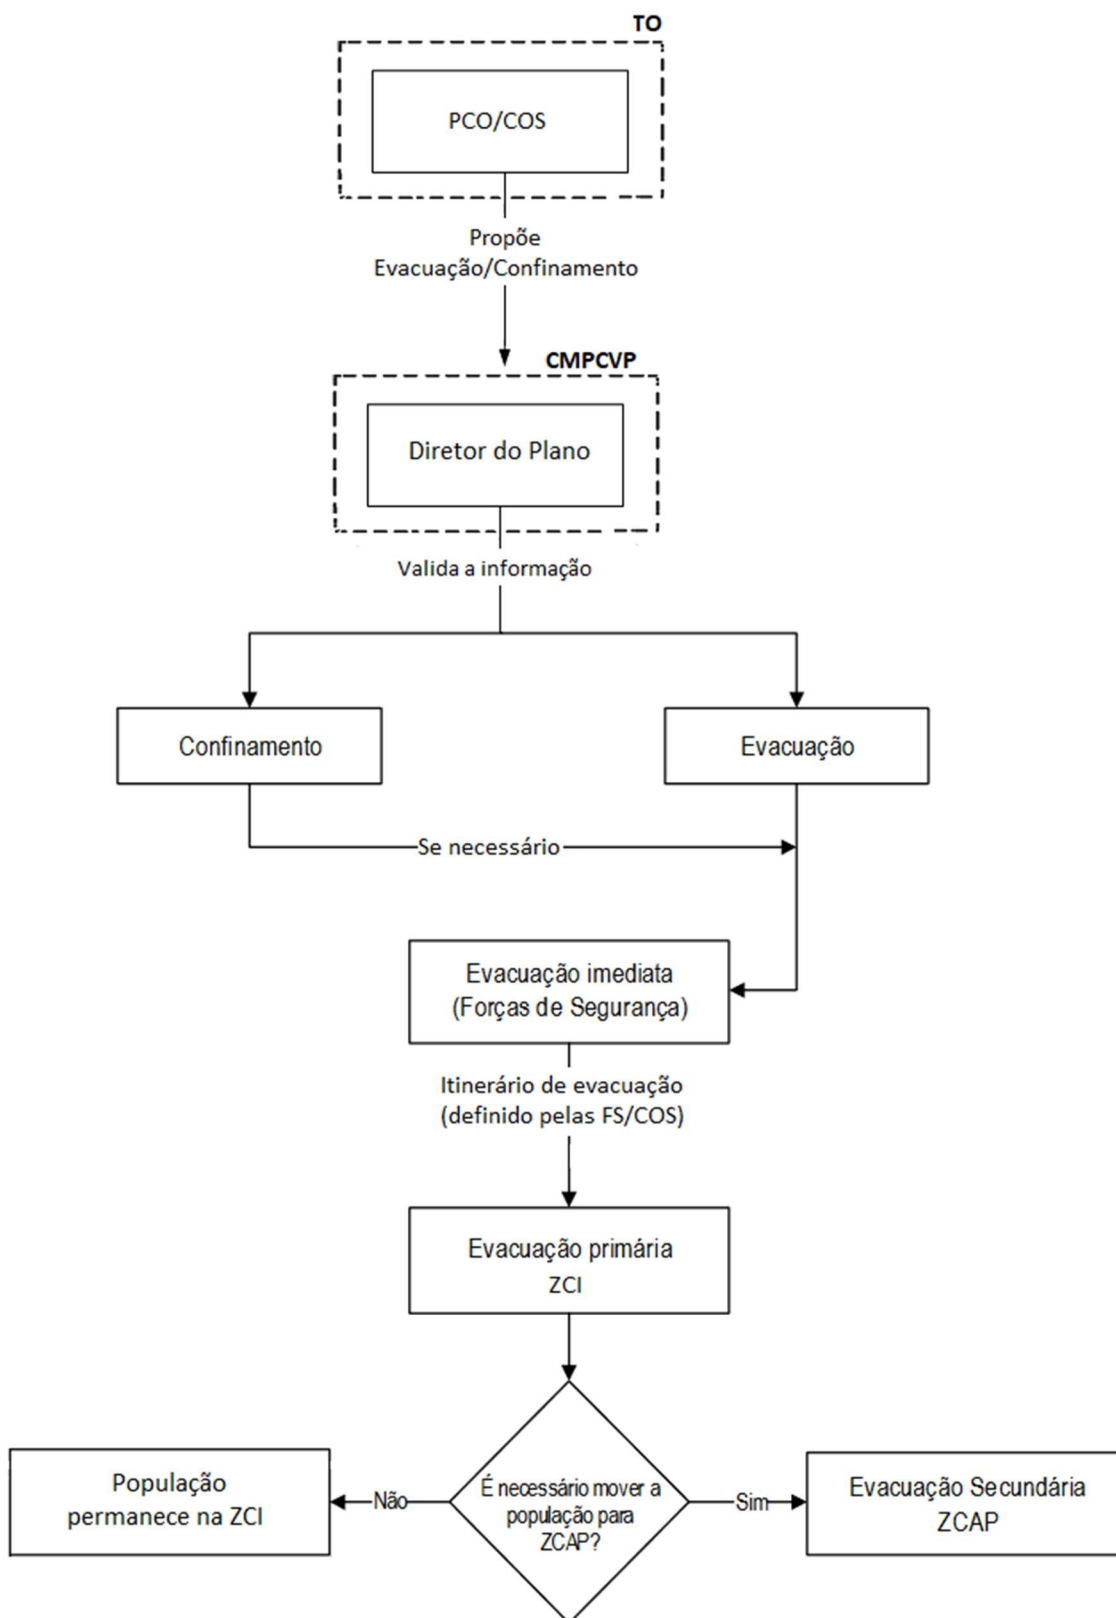 TO
PCO/COS
Propõe
Evacuação/Confinamento
CMPCVP
Diretor do Plano
Valida a informação
Confinamento
Evacuação
Se necessário
Evacuação imediata
(Forças de Segurança)
Itinerário de evacuação
(definido pelas FS/COS)
Evacuação primária
ZCI
População
permanece na ZCI
Não
É necessário mover a
população para
ZCAP?
Sim
Evacuação Secundária
ZCAP